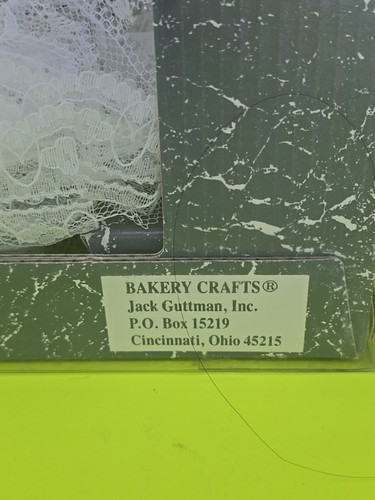 BAKERY CRAFTS®
Jack Guttman, Inc.
P.O. Box 15219
Cincinnati, Ohio 45215